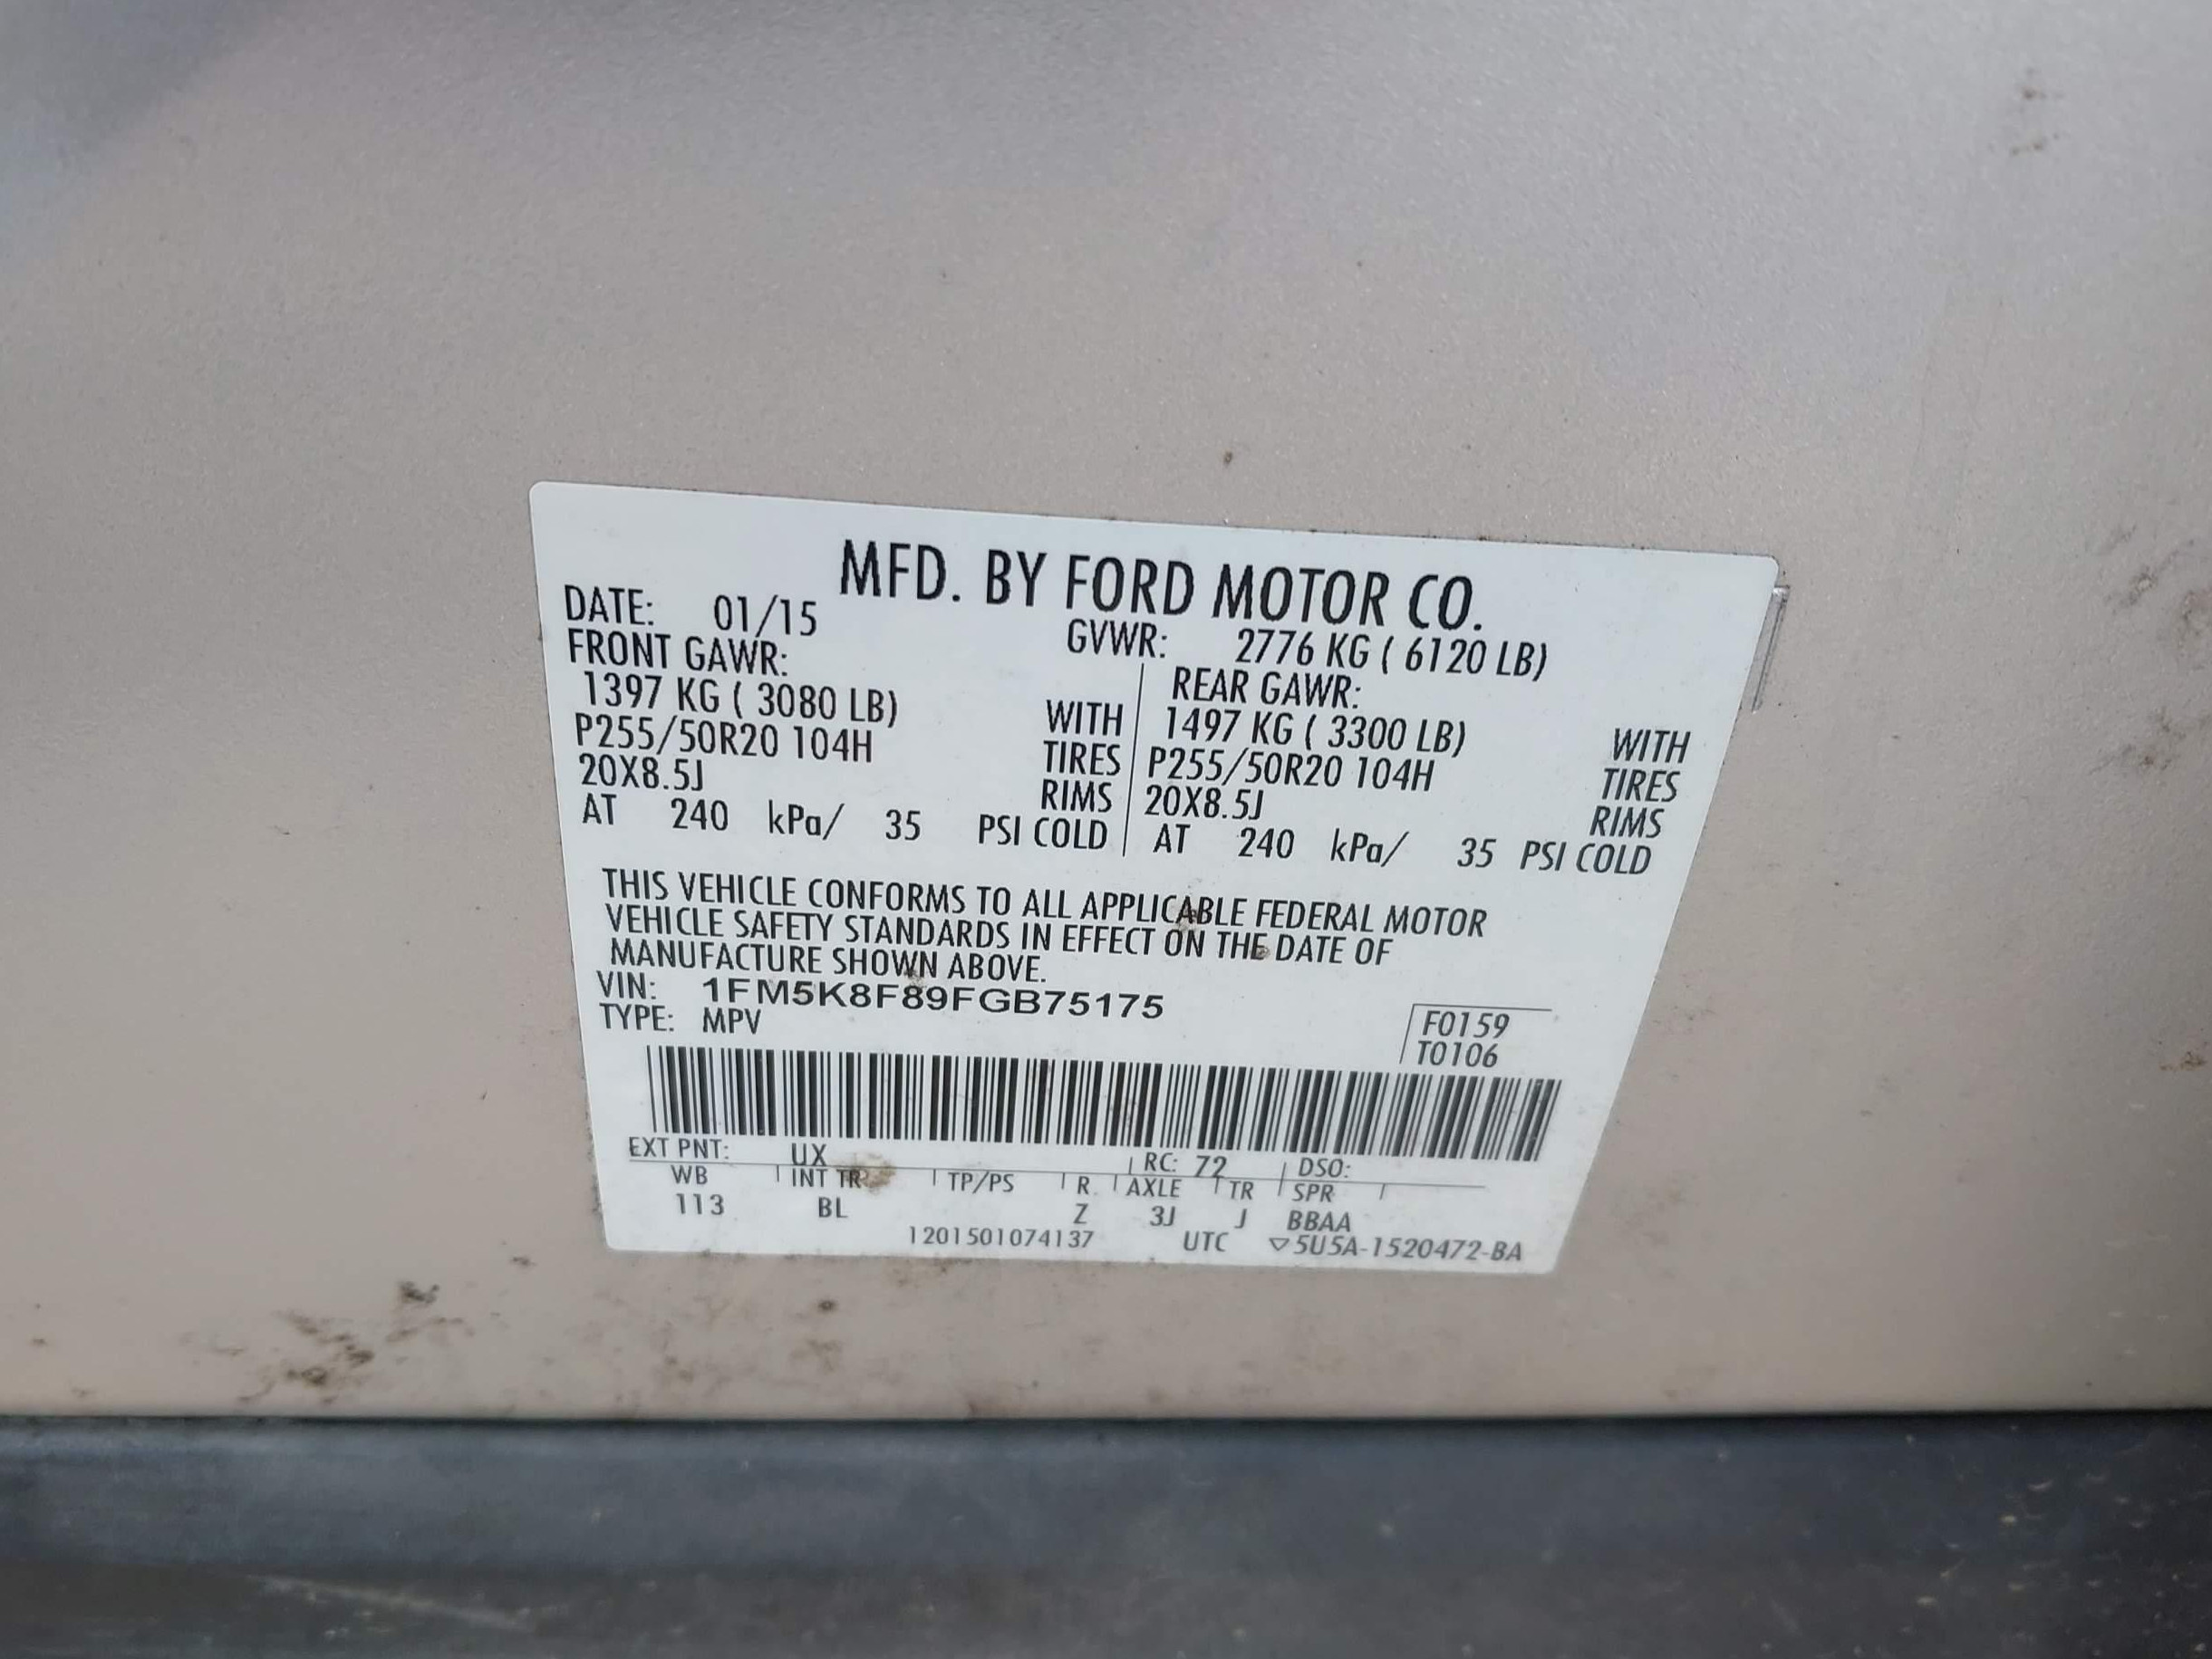 MFD. BY FORD MOTOR CO.
DATE: 01/15 GVWR: 2776 KG ( 6120 LB)
FRONT GAWR: REAR GAWR:
1397 KG ( 3080 LB) WITH 1497 KG ( 3300 LB) WITH
P255/50R20 104H TIRES P255/50R20 104H TIRES
20X8.5J RIMS 20X8.5J RIMS
AT 240 kPa/ 35 PSI COLD AT 240 kPa/ 35 PSI COLD
THIS VEHICLE CONFORMS TO ALL APPLICABLE FEDERAL MOTOR
VEHICLE SAFETY STANDARDS IN EFFECT ON THE DATE OF
MANUFACTURE SHOWN ABOVE.
VIN: 1FM5K8F89FGB75175
TYPE: MPV
F0159
T0106
EXT PNT: UX RC: 72 DSO:
WB INT TR TP/PS R. AXLE TR SPR
113 BL Z 3J J BBAA
1201501074137 UTC ▽5U5A-1520472-BA